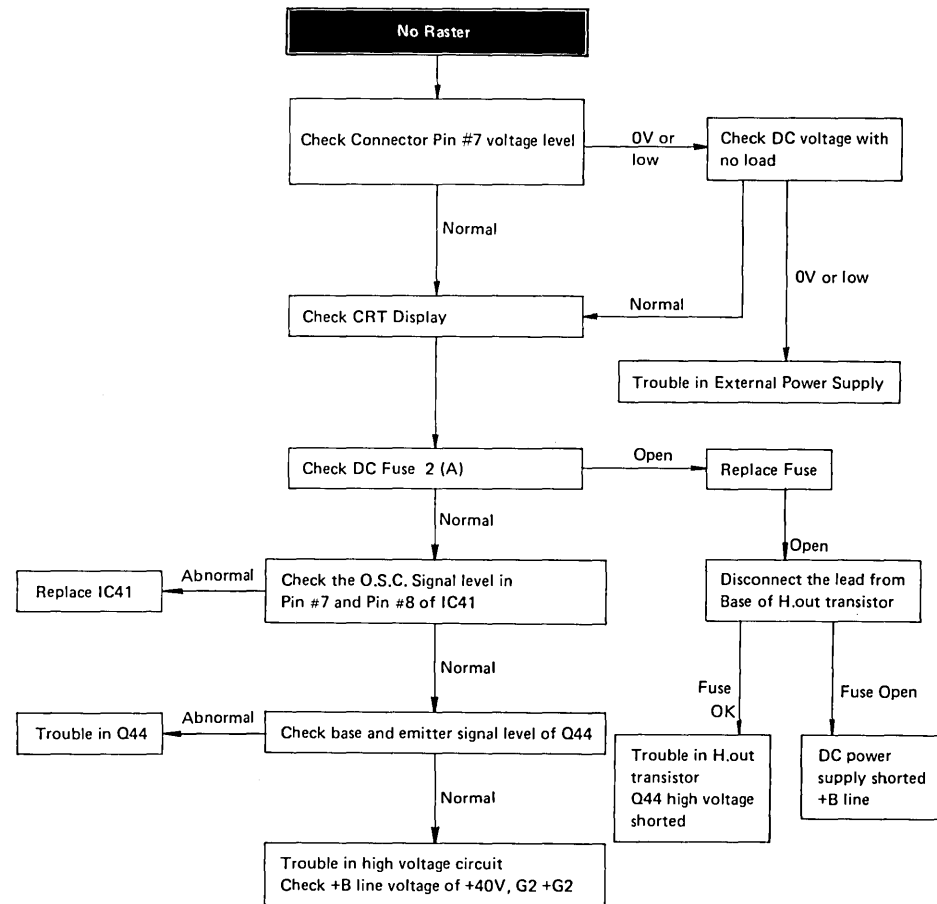 No Raster
Check Connector Pin #7 voltage level
0V or
low
Check DC voltage with
no load
Normal
0V or low
Normal
Check CRT Display
Trouble in External Power Supply
Check DC Fuse 2 (A)
Open
Replace Fuse
Normal
Open
Replace IC41
Abnormal
Check the O.S.C. Signal level in
Pin #7 and Pin #8 of IC41
Disconnect the lead from
Base of H.out transistor
Normal
Fuse
OK
Fuse Open
Trouble in Q44
Abnormal
Check base and emitter signal level of Q44
Trouble in H.out
transistor
Q44 high voltage
shorted
DC power
supply shorted
+B line
Normal
Trouble in high voltage circuit
Check +B line voltage of +40V, G2 +G2